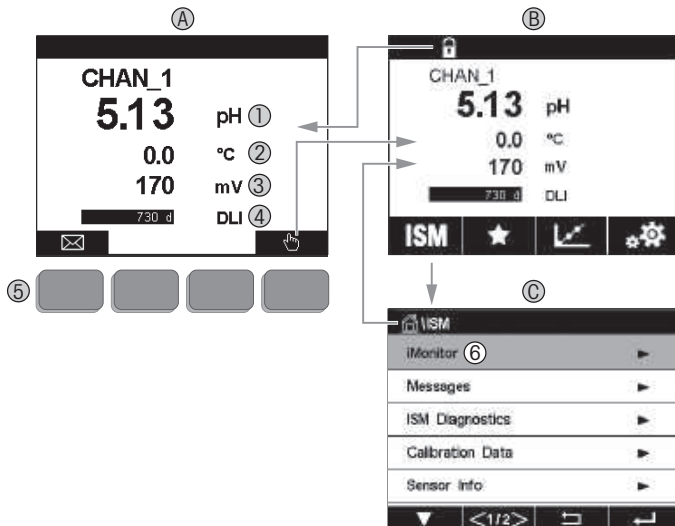 A
CHAN_1
5.13 pH 1
0.0 °C 2
170 mV 3
730 d DLI 4
5
B
CHAN_1
5.13 pH
0.0 °C
170 mV
730 d DLI
ISM
C
\ISM
iMonitor 6
Messages
ISM Diagnostics
Calibration Data
Sensor Info
<1/2>